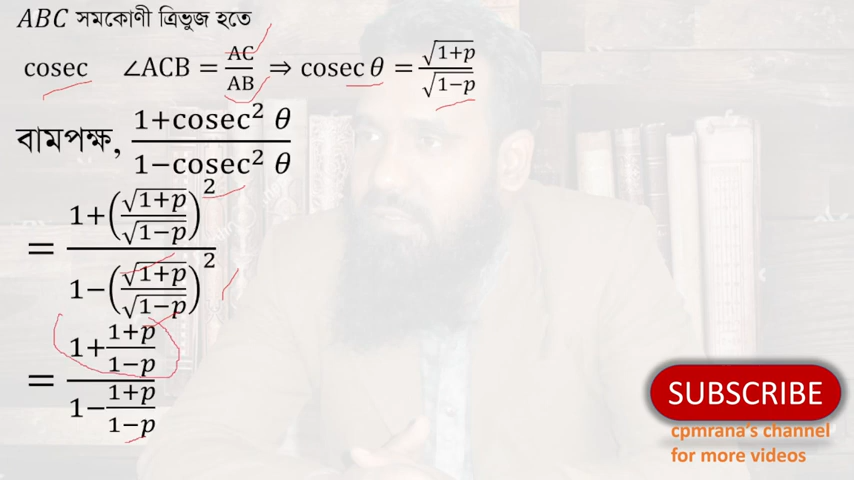 ABC সমকোণী ত্রিভুজ হতে
cosec ∠ACB = AC/AB ⇒ cosec θ = √(1+p)/√(1−p)
বামপক্ষ, (1+cosec² θ)/(1−cosec² θ)
= (1+(√(1+p)/√(1−p))²)/(1−(√(1+p)/√(1−p))²)
= (1+(1+p)/(1−p))/(1−(1+p)/(1−p))
SUBSCRIBE
cpmrana's channel
for more videos